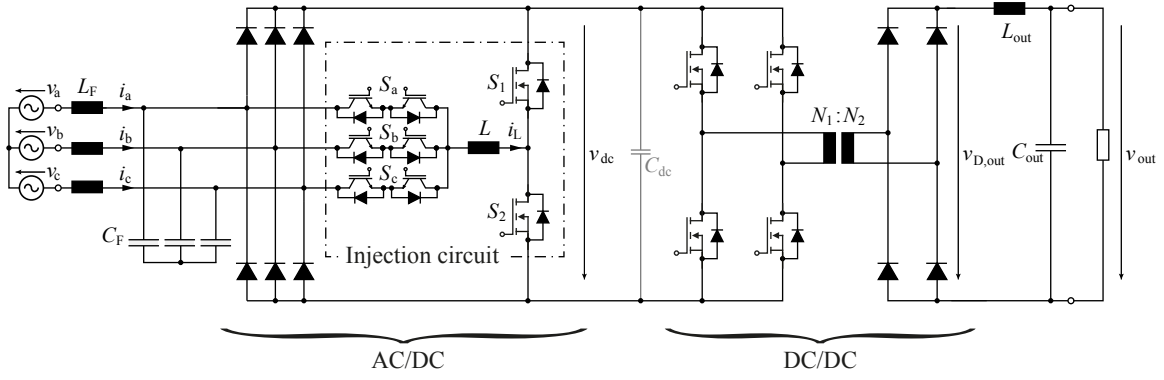 L_out
S_1
v_a L_F i_a
S_a
N_1 : N_2
v_b i_b
S_b
L i_L
v_dc
C_dc
v_D,out
C_out
v_out
v_c i_c
S_c
S_2
C_F
Injection circuit
AC/DC
DC/DC